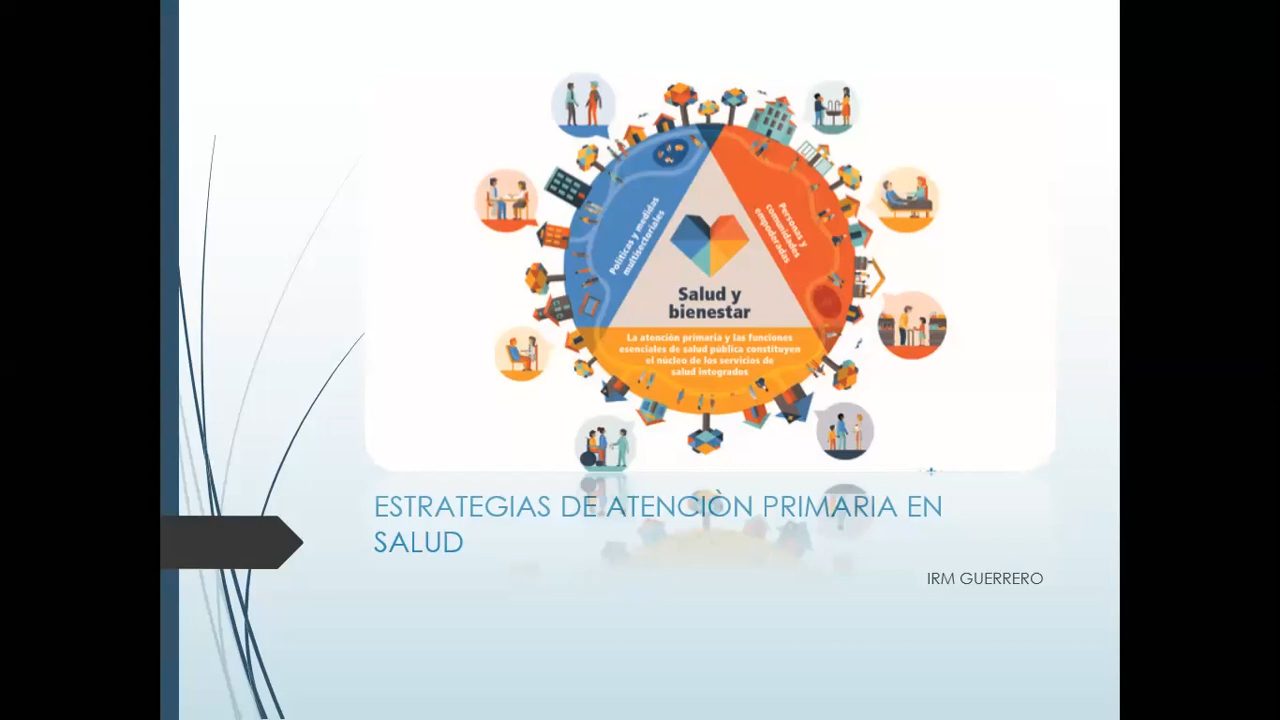 Políticas y medidas
multisectoriales
Personas y
comunidades
empoderadas
Salud y
bienestar
La atención primaria y las funciones
esenciales de salud pública constituyen
el núcleo de los servicios de
salud integrados
ESTRATEGIAS DE ATENCIÒN PRIMARIA EN
SALUD
IRM GUERRERO